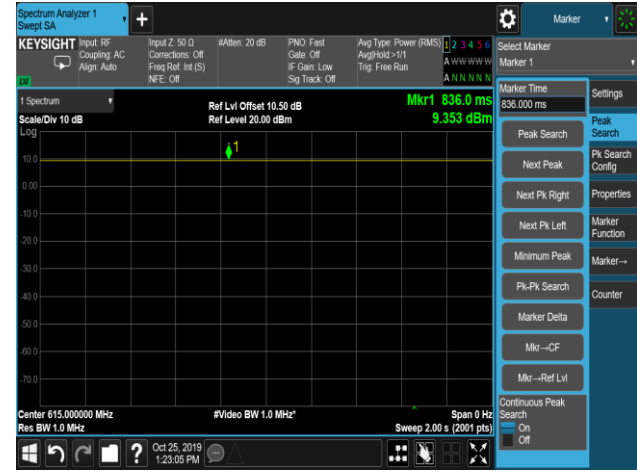 Spectrum Analyzer 1
Swept SA
+
Marker
KEYSIGHT
Input: RF
Coupling: AC
Align: Auto
Input Z: 50 Ω
Corrections: Off
Freq Ref: Int (S)
NFE: Off
#Atten: 20 dB
PNO: Fast
Gate: Off
IF Gain: Low
Sig Track: Off
Avg Type: Power (RMS)
Avg|Hold:>1/1
Trig: Free Run
1 2 3 4 5 6
A W W W W W
A N N N N N
Select Marker
Marker 1
LXI
1 Spectrum
Scale/Div 10 dB
Log
Ref Lvl Offset 10.50 dB
Ref Level 20.00 dBm
Mkr1 836.0 ms
9.353 dBm
1
10.0
0.00
-10.0
-20.0
-30.0
-40.0
-50.0
-60.0
-70.0
Center 615.000000 MHz
Res BW 1.0 MHz
#Video BW 1.0 MHz*
Span 0 Hz
Sweep 2.00 s (2001 pts)
Marker Time
836.000 ms
Peak Search
Next Peak
Next Pk Right
Next Pk Left
Minimum Peak
Pk-Pk Search
Marker Delta
Mkr→CF
Mkr→Ref Lvl
Continuous Peak
Search
On
Off
Settings
Peak
Search
Pk Search
Config
Properties
Marker
Function
Marker→
Counter
?
Oct 25, 2019
1:23:05 PM